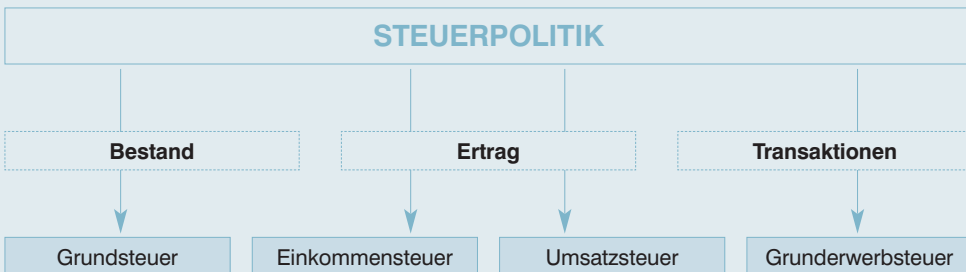 STEUERPOLITIK
Bestand Ertrag Transaktionen
Grundsteuer Einkommensteuer Umsatzsteuer Grunderwerbsteuer